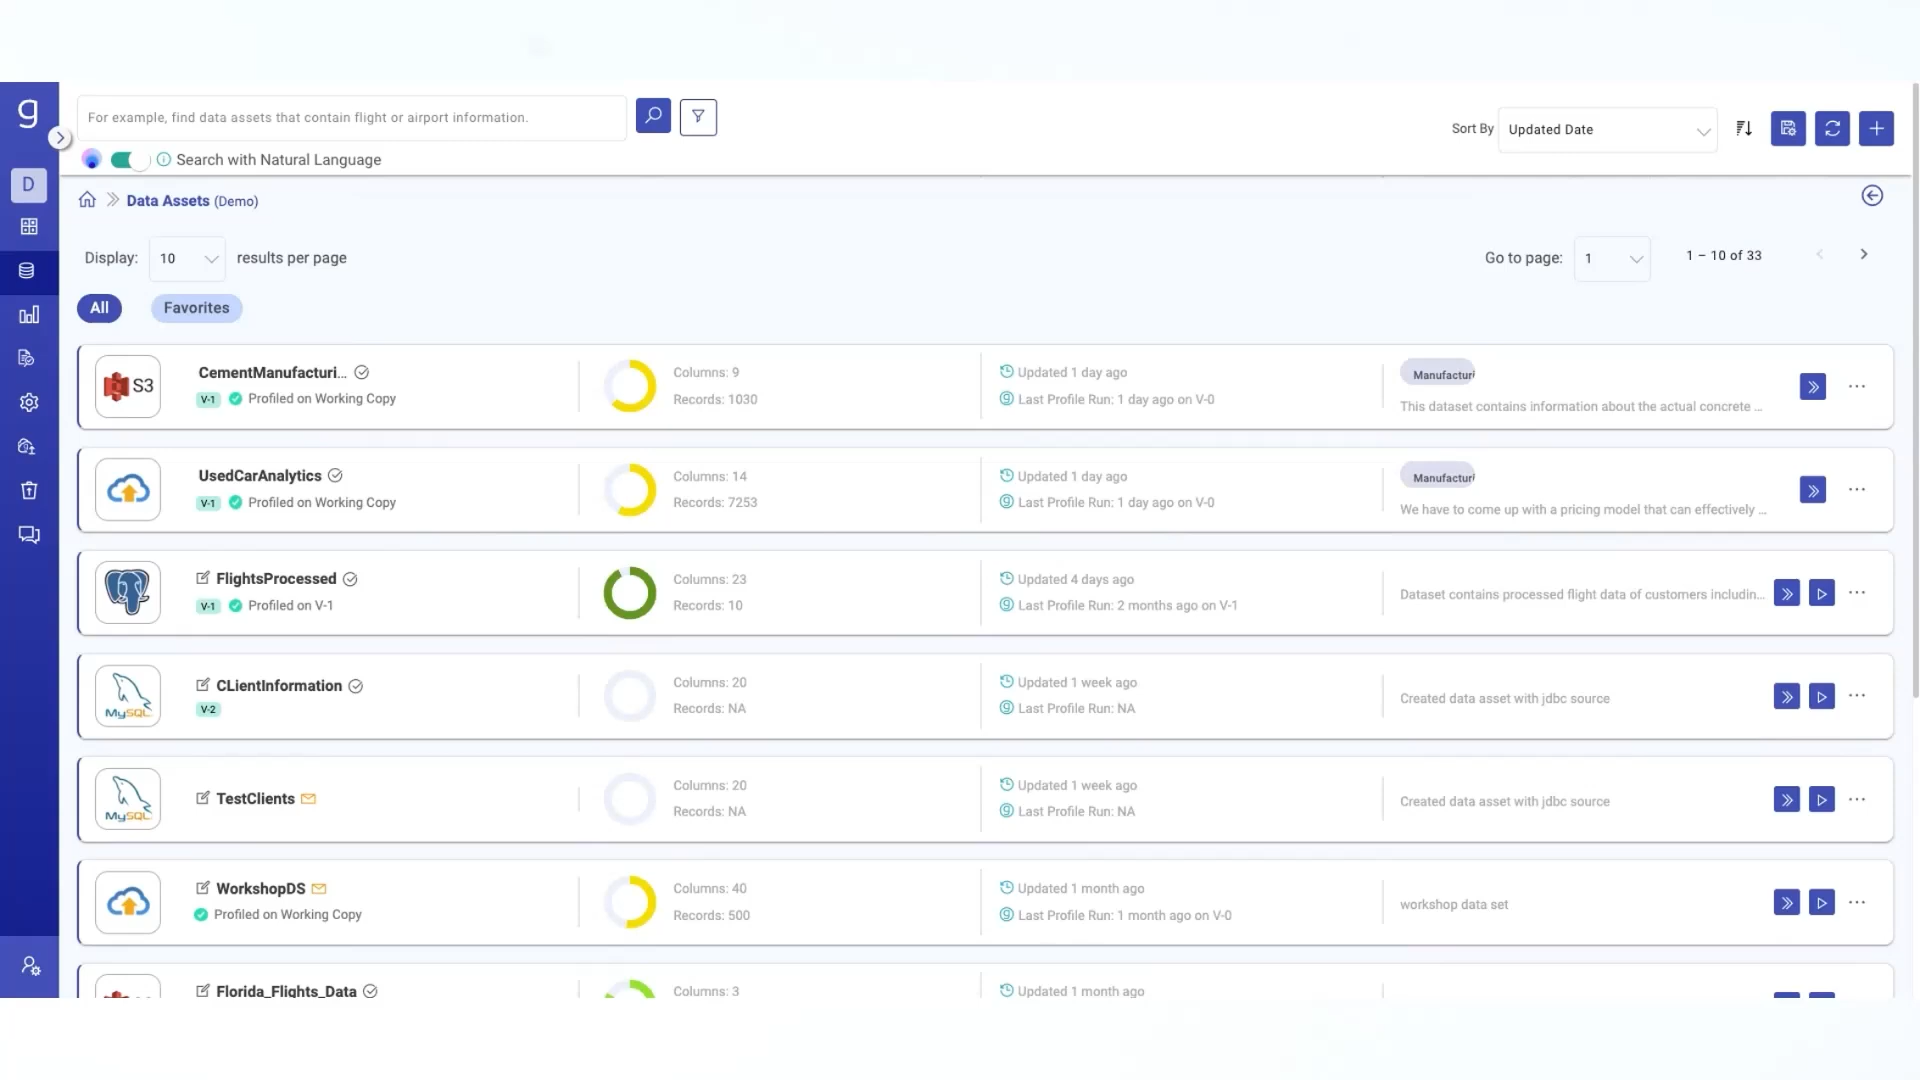 g
For example, find data assets that contain flight or airport information.
Sort By Updated Date
Search with Natural Language
D
Data Assets (Demo)
Display: 10 results per page
Go to page: 1 1 – 10 of 33
All Favorites
S3
CementManufacturi...
V-1 Profiled on Working Copy
Columns: 9
Records: 1030
Updated 1 day ago
Last Profile Run: 1 day ago on V-0
Manufacturi
This dataset contains information about the actual concrete ...
UsedCarAnalytics
V-1 Profiled on Working Copy
Columns: 14
Records: 7253
Updated 1 day ago
Last Profile Run: 1 day ago on V-0
Manufacturi
We have to come up with a pricing model that can effectively ...
FlightsProcessed
V-1 Profiled on V-1
Columns: 23
Records: 10
Updated 4 days ago
Last Profile Run: 2 months ago on V-1
Dataset contains processed flight data of customers includin...
MySQL
CLientInformation
V-2
Columns: 20
Records: NA
Updated 1 week ago
Last Profile Run: NA
Created data asset with jdbc source
MySQL
TestClients
Columns: 20
Records: NA
Updated 1 week ago
Last Profile Run: NA
Created data asset with jdbc source
WorkshopDS
Profiled on Working Copy
Columns: 40
Records: 500
Updated 1 month ago
Last Profile Run: 1 month ago on V-0
workshop data set
Florida_Flights_Data
Columns: 3
Updated 1 month ago